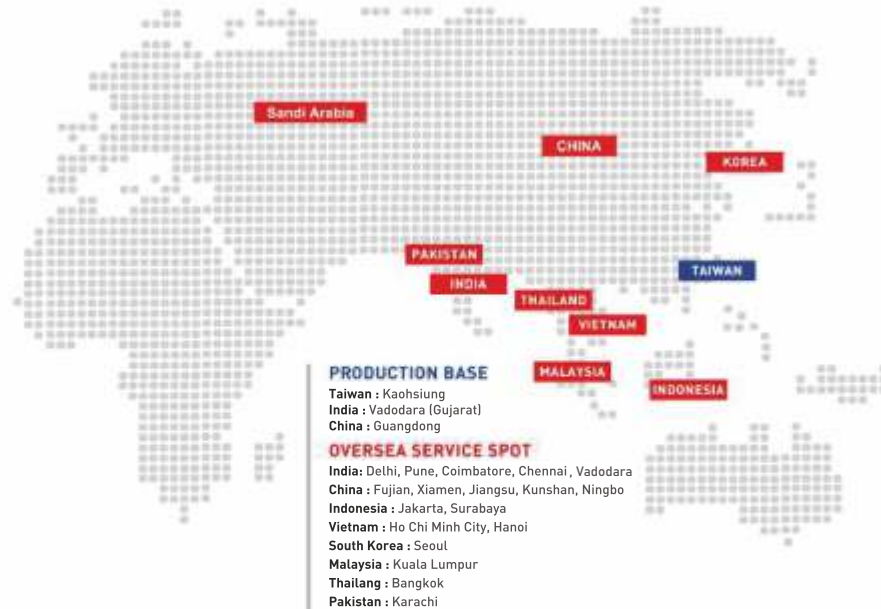 Sandi Arabia
CHINA
KOREA
PAKISTAN
TAIWAN
INDIA
THAILAND
VIETNAM
MALAYSIA
INDONESIA
PRODUCTION BASE
Taiwan : Kaohsiung
India : Vadodara (Gujarat)
China : Guangdong
OVERSEA SERVICE SPOT
India: Delhi, Pune, Coimbatore, Chennai , Vadodara
China : Fujian, Xiamen, Jiangsu, Kunshan, Ningbo
Indonesia : Jakarta, Surabaya
Vietnam : Ho Chi Minh City, Hanoi
South Korea : Seoul
Malaysia : Kuala Lumpur
Thailang : Bangkok
Pakistan : Karachi